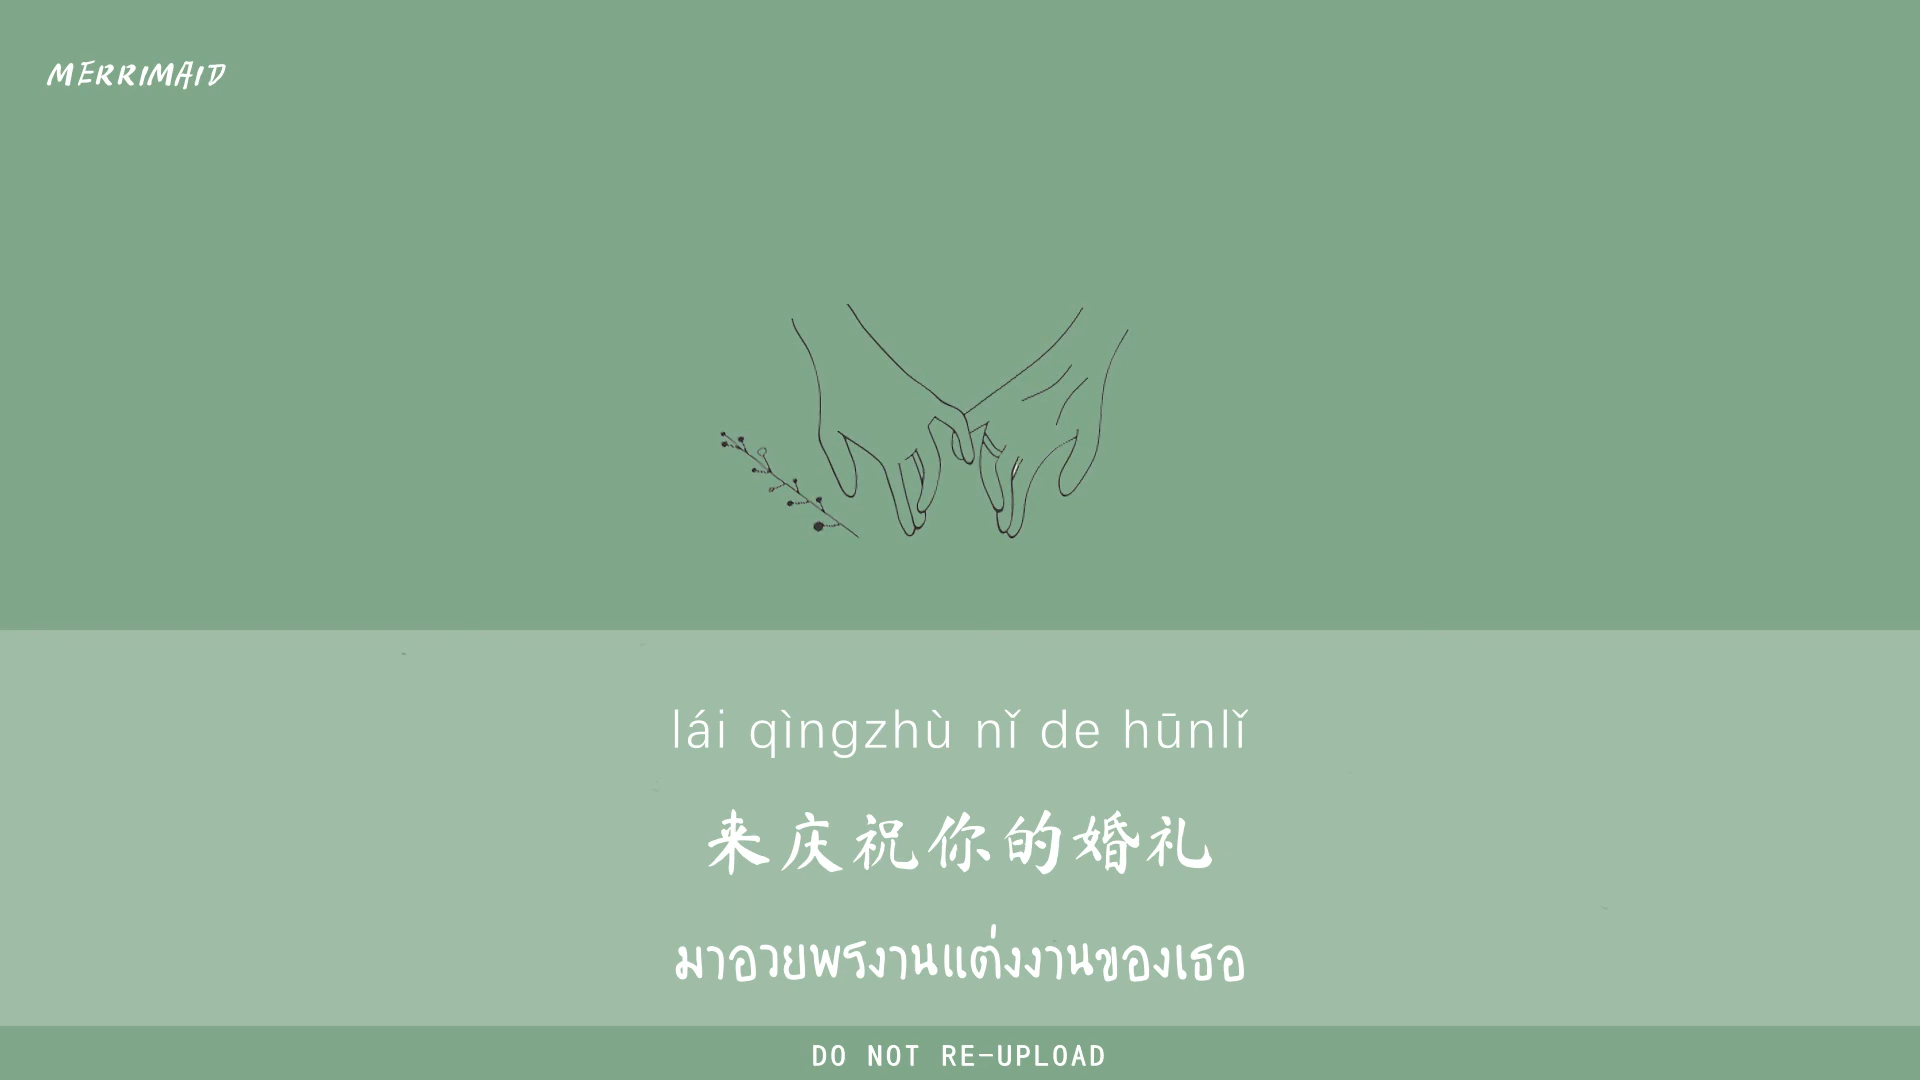 MERRIMAID
lái qìngzhù nǐ de hūnlǐ
来庆祝你的婚礼
มาอวยพรงานแต่งงานของเธอ
DO NOT RE-UPLOAD